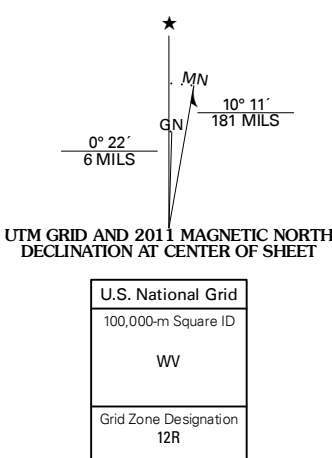 ★
MN
GN
10° 11´
181 MILS
0° 22´
6 MILS
UTM GRID AND 2011 MAGNETIC NORTH
DECLINATION AT CENTER OF SHEET
U.S. National Grid
100,000-m Square ID
WV
Grid Zone Designation
12R